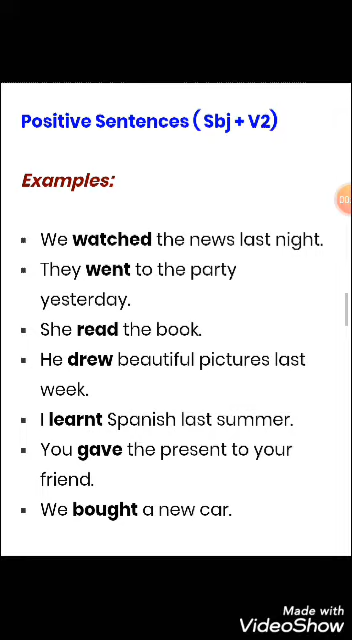 Positive Sentences ( Sbj + V2)
Examples:
▪ We watched the news last night.
▪ They went to the party
yesterday.
▪ She read the book.
▪ He drew beautiful pictures last
week.
▪ I learnt Spanish last summer.
▪ You gave the present to your
friend.
▪ We bought a new car.
Made with
VideoShow